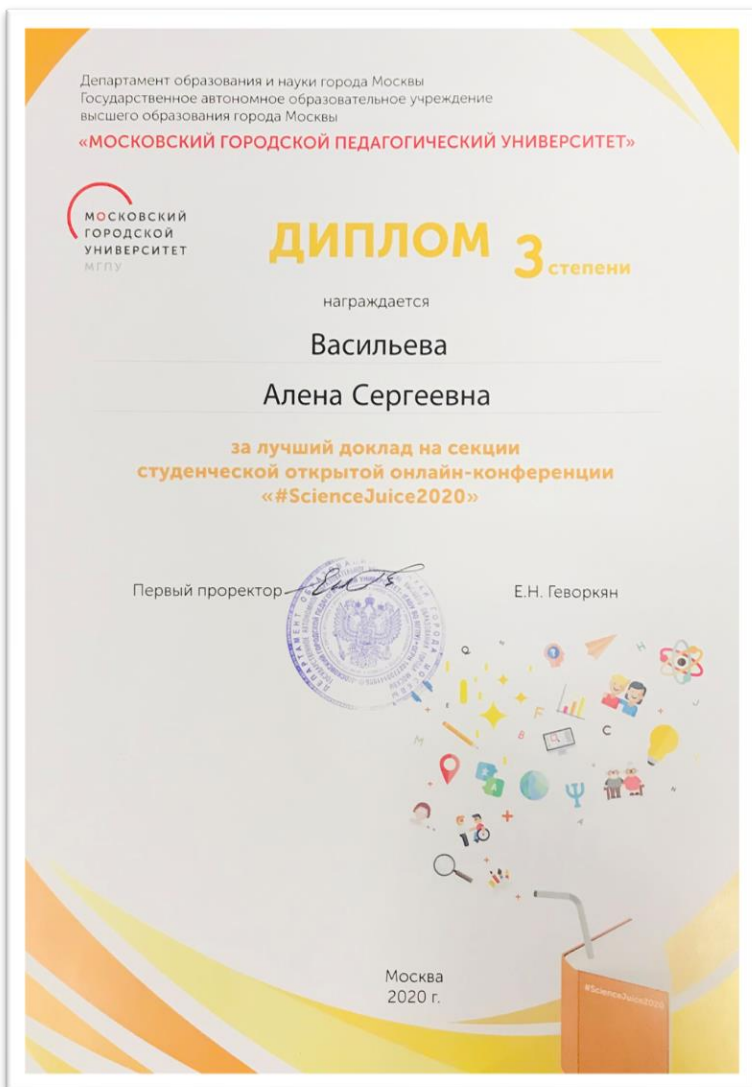 Департамент образования и науки города Москвы
Государственное автономное образовательное учреждение
высшего образования города Москвы
«МОСКОВСКИЙ ГОРОДСКОЙ ПЕДАГОГИЧЕСКИЙ УНИВЕРСИТЕТ»
МОСКОВСКИЙ
ГОРОДСКОЙ
УНИВЕРСИТЕТ
МГПУ
ДИПЛОМ 3 степени
награждается
Васильева
Алена Сергеевна
за лучший доклад на секции
студенческой открытой онлайн-конференции
«#ScienceJuice2020»
Первый проректор
Е.Н. Геворкян
#ScienceJuice2020
Москва
2020 г.